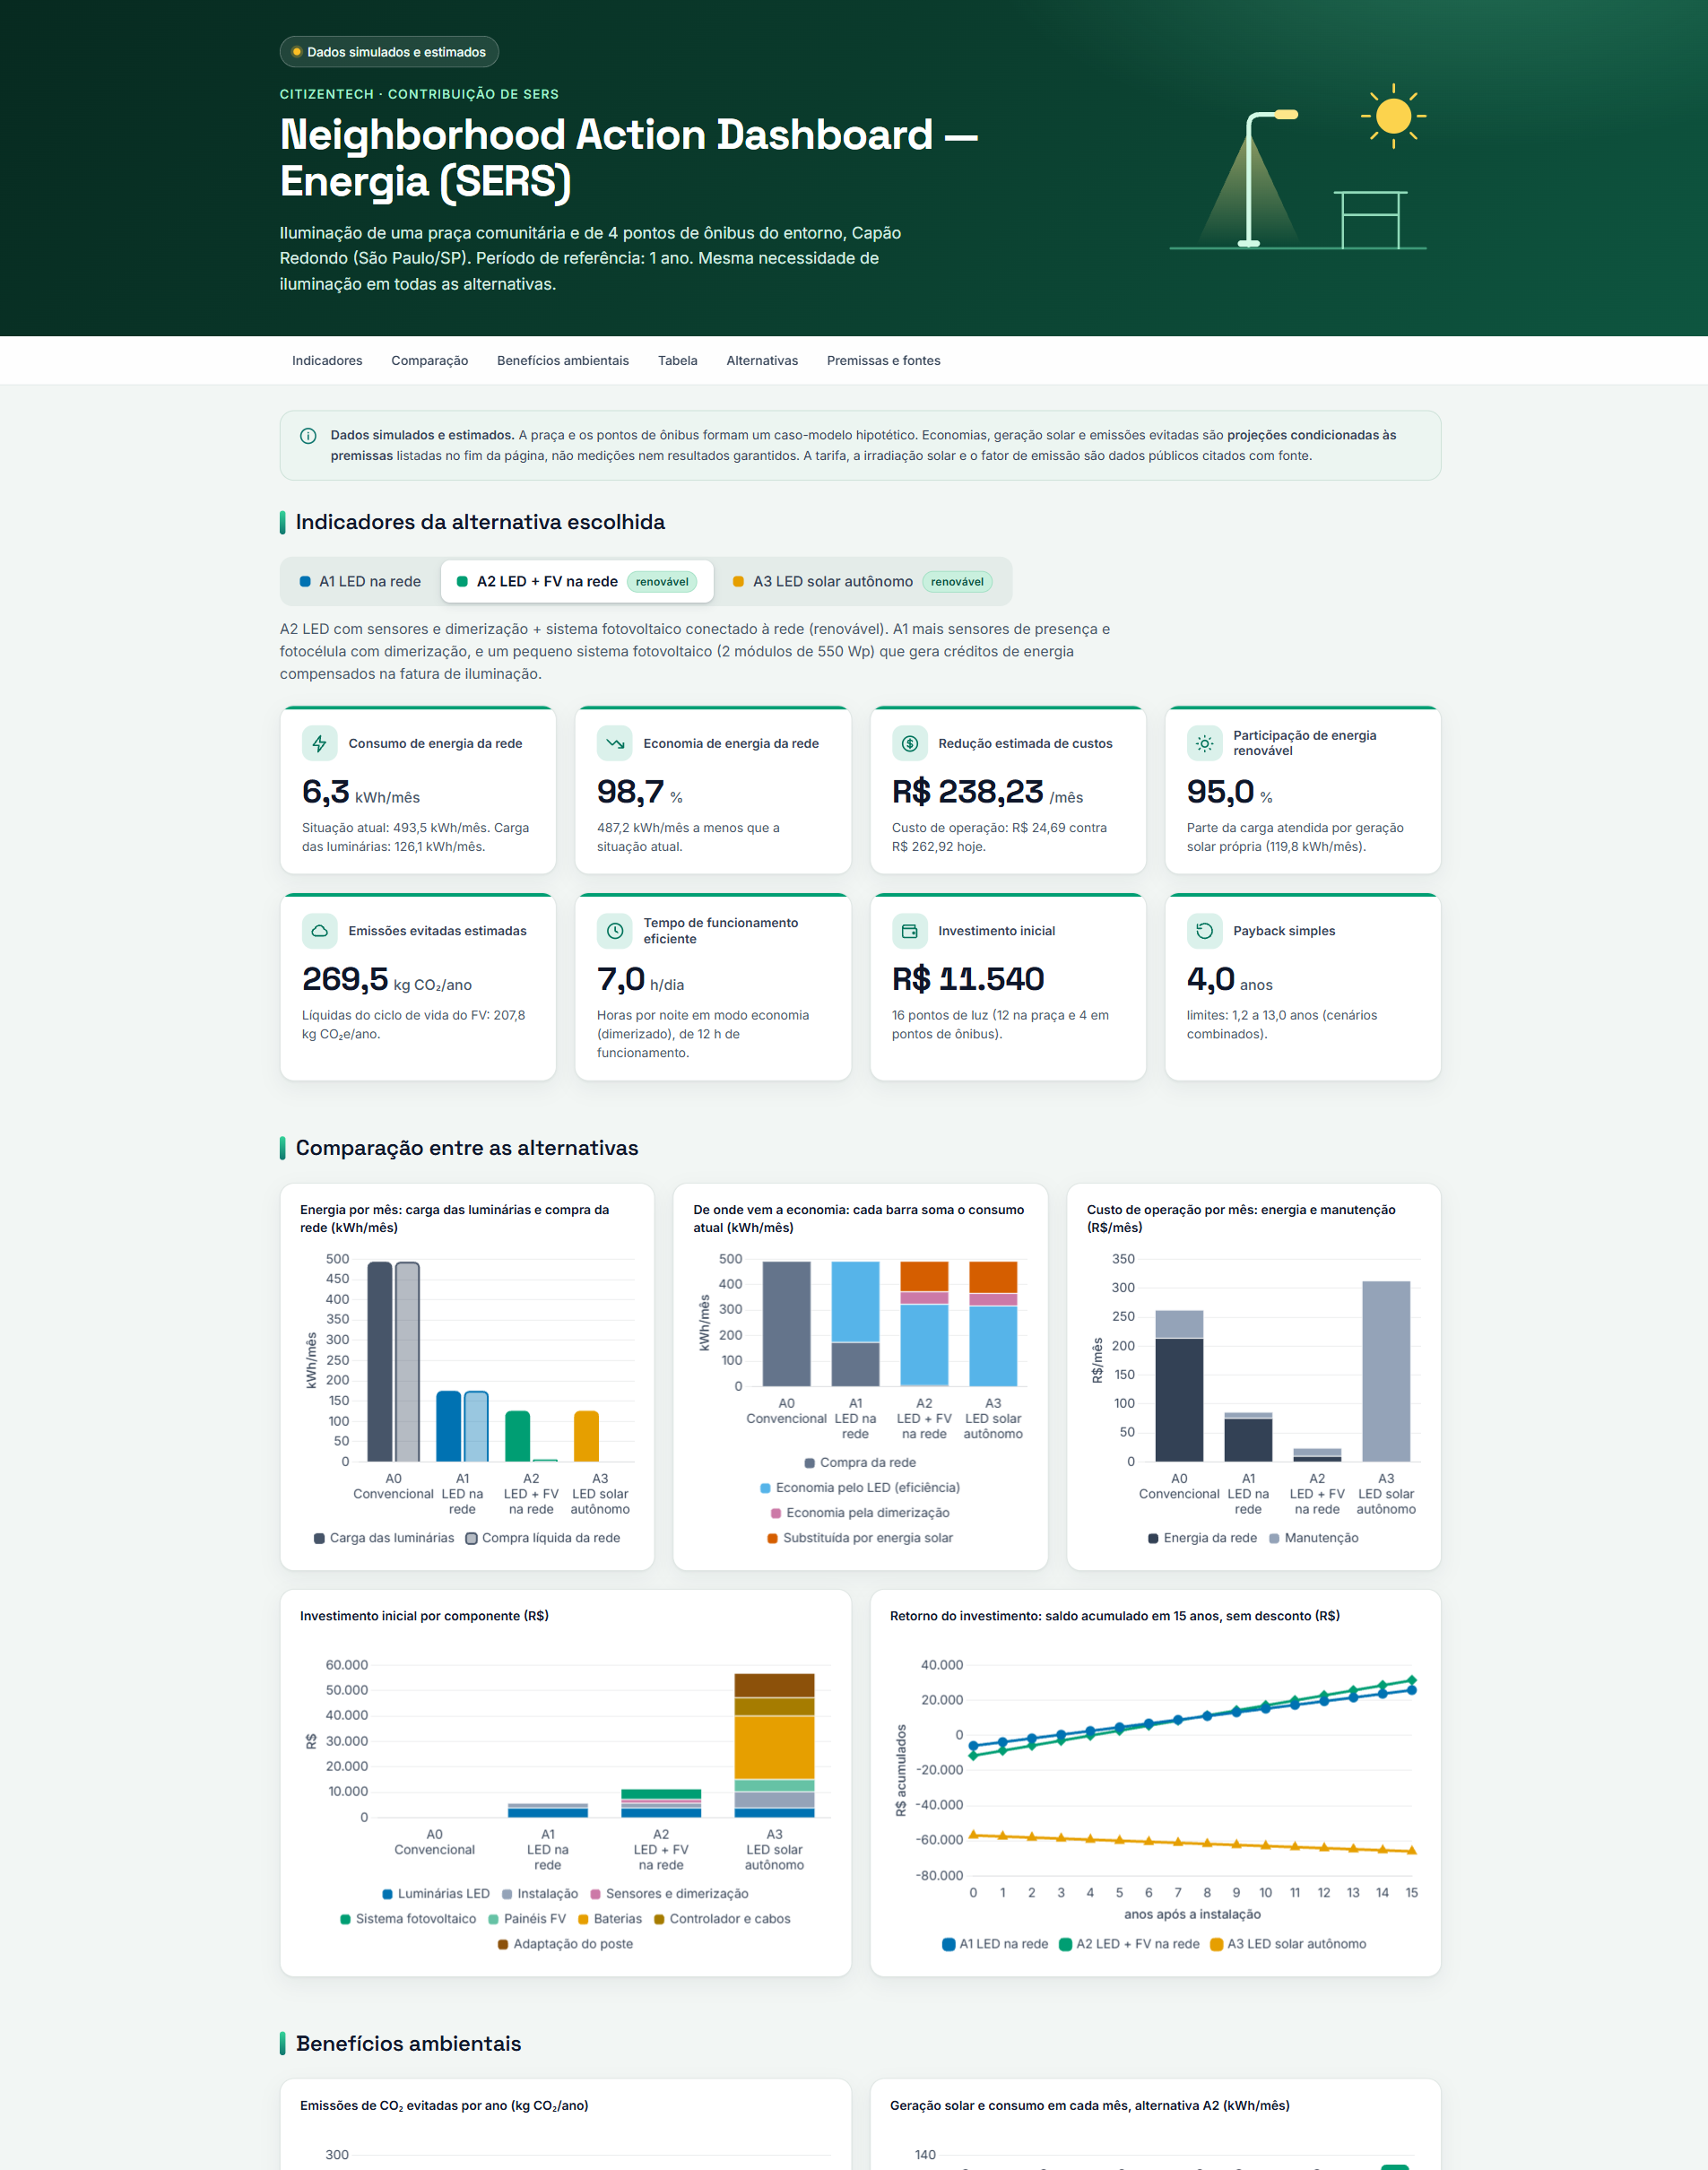 Dados simulados e estimados
CITIZENTECH · CONTRIBUIÇÃO DE SERS
Neighborhood Action Dashboard —
Energia (SERS)
Iluminação de uma praça comunitária e de 4 pontos de ônibus do entorno, Capão
Redondo (São Paulo/SP). Período de referência: 1 ano. Mesma necessidade de
iluminação em todas as alternativas.
Indicadores Comparação Benefícios ambientais Tabela Alternativas Premissas e fontes
Dados simulados e estimados. A praça e os pontos de ônibus formam um caso-modelo hipotético. Economias, geração solar e emissões evitadas são projeções condicionadas às
premissas listadas no fim da página, não medições nem resultados garantidos. A tarifa, a irradiação solar e o fator de emissão são dados públicos citados com fonte.
Indicadores da alternativa escolhida
A1 LED na rede
A2 LED + FV na rede renovável
A3 LED solar autônomo renovável
A2 LED com sensores e dimerização + sistema fotovoltaico conectado à rede (renovável). A1 mais sensores de presença e
fotocélula com dimerização, e um pequeno sistema fotovoltaico (2 módulos de 550 Wp) que gera créditos de energia
compensados na fatura de iluminação.
Consumo de energia da rede
6,3 kWh/mês
Situação atual: 493,5 kWh/mês. Carga
das luminárias: 126,1 kWh/mês.
Economia de energia da rede
98,7 %
487,2 kWh/mês a menos que a
situação atual.
Redução estimada de custos
R$ 238,23 /mês
Custo de operação: R$ 24,69 contra
R$ 262,92 hoje.
Participação de energia
renovável
95,0 %
Parte da carga atendida por geração
solar própria (119,8 kWh/mês).
Emissões evitadas estimadas
269,5 kg CO₂/ano
Líquidas do ciclo de vida do FV: 207,8
kg CO₂e/ano.
Tempo de funcionamento
eficiente
7,0 h/dia
Horas por noite em modo economia
(dimerizado), de 12 h de
funcionamento.
Investimento inicial
R$ 11.540
16 pontos de luz (12 na praça e 4 em
pontos de ônibus).
Payback simples
4,0 anos
limites: 1,2 a 13,0 anos (cenários
combinados).
Comparação entre as alternativas
Energia por mês: carga das luminárias e compra da
rede (kWh/mês)
500
450
400
350
300
250
200
150
100
50
0
kWh/mês
A0 A1 A2 A3
Convencional LED na LED + FV LED solar
rede na rede autônomo
Carga das luminárias Compra líquida da rede
De onde vem a economia: cada barra soma o consumo
atual (kWh/mês)
500
400
300
200
100
0
kWh/mês
A0 A1 A2 A3
Convencional LED na LED + FV LED solar
rede na rede autônomo
Compra da rede
Economia pelo LED (eficiência)
Economia pela dimerização
Substituída por energia solar
Custo de operação por mês: energia e manutenção
(R$/mês)
350
300
250
200
150
100
50
0
R$/mês
A0 A1 A2 A3
Convencional LED na LED + FV LED solar
rede na rede autônomo
Energia da rede Manutenção
Investimento inicial por componente (R$)
60.000
50.000
40.000
30.000
20.000
10.000
0
R$
A0 A1 A2 A3
Convencional LED na LED + FV LED solar
rede na rede autônomo
Luminárias LED Instalação Sensores e dimerização
Sistema fotovoltaico Painéis FV Baterias Controlador e cabos
Adaptação do poste
Retorno do investimento: saldo acumulado em 15 anos, sem desconto (R$)
40.000
20.000
0
-20.000
-40.000
-60.000
-80.000
R$ acumulados
0 1 2 3 4 5 6 7 8 9 10 11 12 13 14 15
anos após a instalação
A1 LED na rede A2 LED + FV na rede A3 LED solar autônomo
Benefícios ambientais
Emissões de CO₂ evitadas por ano (kg CO₂/ano)
300
Geração solar e consumo em cada mês, alternativa A2 (kWh/mês)
140